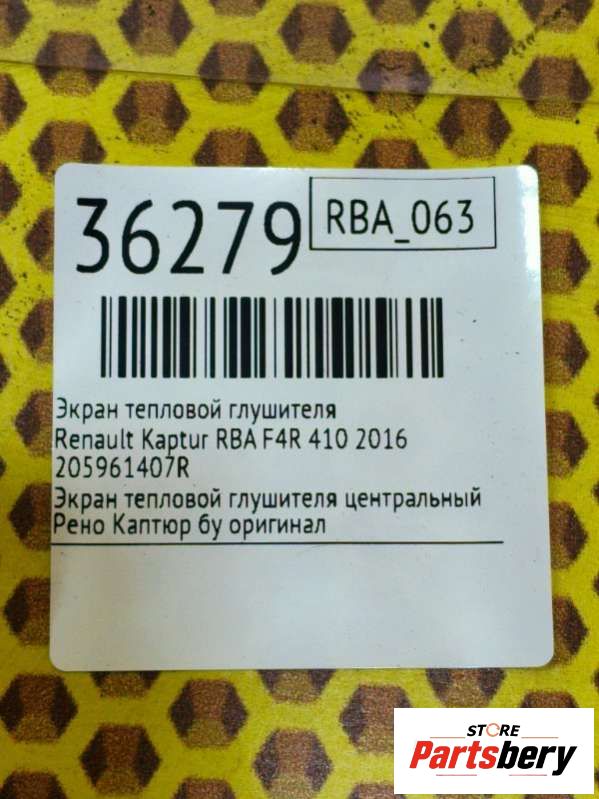 36279
RBA_063
Экран тепловой глушителя
Renault Kaptur RBA F4R 410 2016
205961407R
Экран тепловой глушителя центральный
Рено Каптюр бу оригинал
STORE
Partsbery